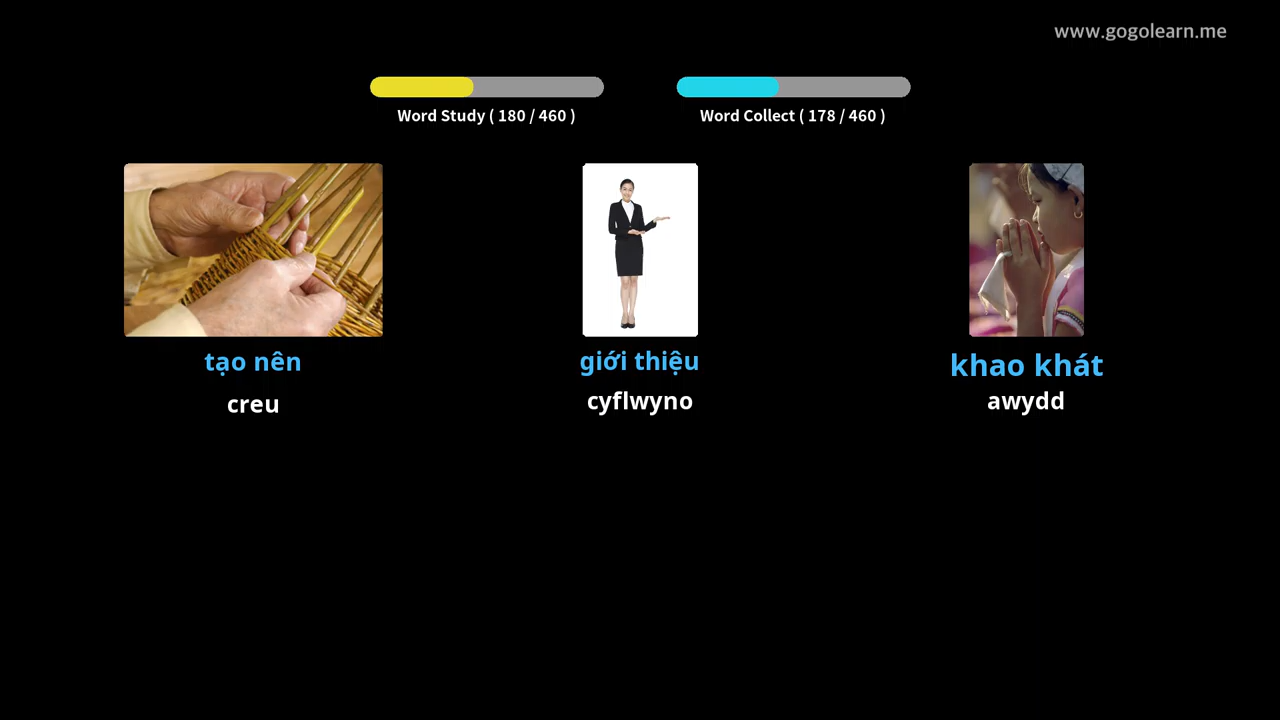 www.gogolearn.me
Word Study ( 180 / 460 )
Word Collect ( 178 / 460 )
tạo nên
creu
giới thiệu
cyflwyno
khao khát
awydd